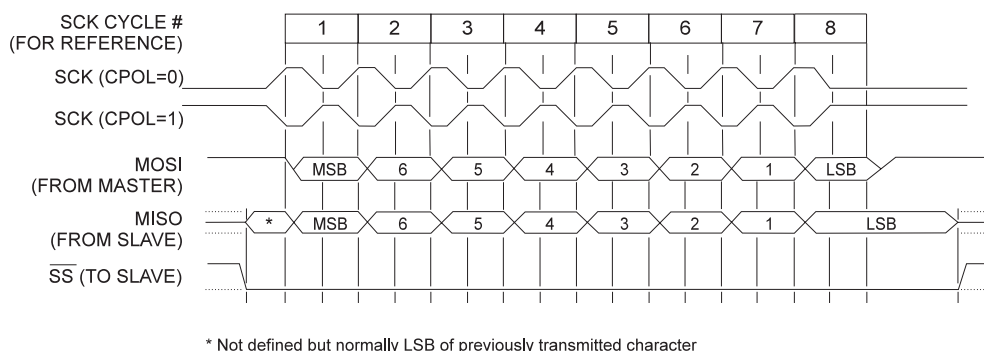 SCK CYCLE #
(FOR REFERENCE)
1 2 3 4 5 6 7 8
SCK (CPOL=0)
SCK (CPOL=1)
MOSI
(FROM MASTER)
MSB 6 5 4 3 2 1 LSB
MISO
(FROM SLAVE)
* MSB 6 5 4 3 2 1 LSB
SS (TO SLAVE)
* Not defined but normally LSB of previously transmitted character